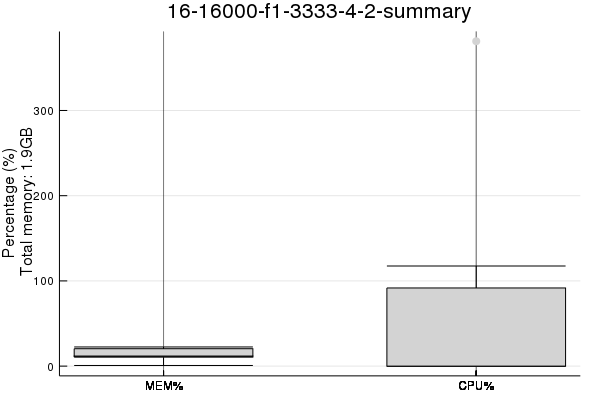 16-16000-f1-3333-4-2-summary
Percentage (%)
Total memory: 1.9GB
300
200
100
0
MEM%
CPU%